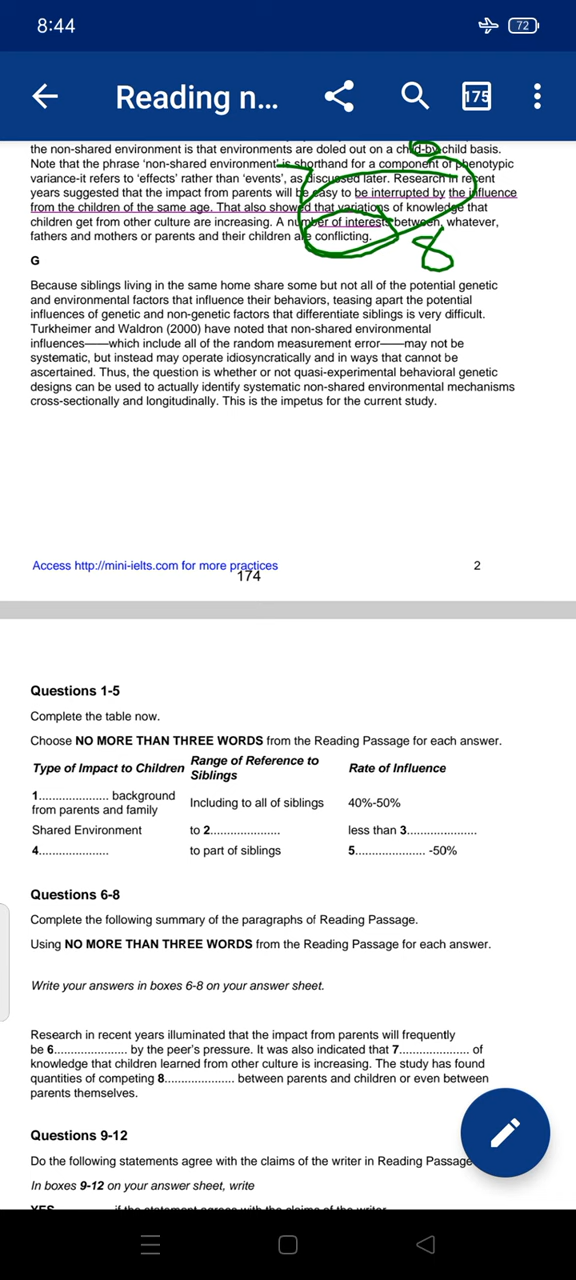 8:44
72
Reading n...
175
the non-shared environment is that environments are doled out on a child-by-child basis.
Note that the phrase 'non-shared environment' is shorthand for a component of phenotypic
variance-it refers to 'effects' rather than 'events', as discussed later. Research in recent
years suggested that the impact from parents will be easy to be interrupted by the influence
from the children of the same age. That also showed that variations of knowledge that
children get from other culture are increasing. A number of interests between, whatever,
fathers and mothers or parents and their children are conflicting.
8
G
Because siblings living in the same home share some but not all of the potential genetic
and environmental factors that influence their behaviors, teasing apart the potential
influences of genetic and non-genetic factors that differentiate siblings is very difficult.
Turkheimer and Waldron (2000) have noted that non-shared environmental
influences——which include all of the random measurement error——may not be
systematic, but instead may operate idiosyncratically and in ways that cannot be
ascertained. Thus, the question is whether or not quasi-experimental behavioral genetic
designs can be used to actually identify systematic non-shared environmental mechanisms
cross-sectionally and longitudinally. This is the impetus for the current study.
Access http://mini-ielts.com for more practices
174
2
Questions 1-5
Complete the table now.
Choose NO MORE THAN THREE WORDS from the Reading Passage for each answer.
Type of Impact to Children Range of Reference to Siblings Rate of Influence
1.................... background from parents and family Including to all of siblings 40%-50%
Shared Environment to 2.................... less than 3....................
4.................... to part of siblings 5.................... -50%
Questions 6-8
Complete the following summary of the paragraphs of Reading Passage.
Using NO MORE THAN THREE WORDS from the Reading Passage for each answer.
Write your answers in boxes 6-8 on your answer sheet.
Research in recent years illuminated that the impact from parents will frequently
be 6..................... by the peer's pressure. It was also indicated that 7.................... of
knowledge that children learned from other culture is increasing. The study has found
quantities of competing 8.................... between parents and children or even between
parents themselves.
Questions 9-12
Do the following statements agree with the claims of the writer in Reading Passage
In boxes 9-12 on your answer sheet, write
YES if the statement agrees with the claims of the writer